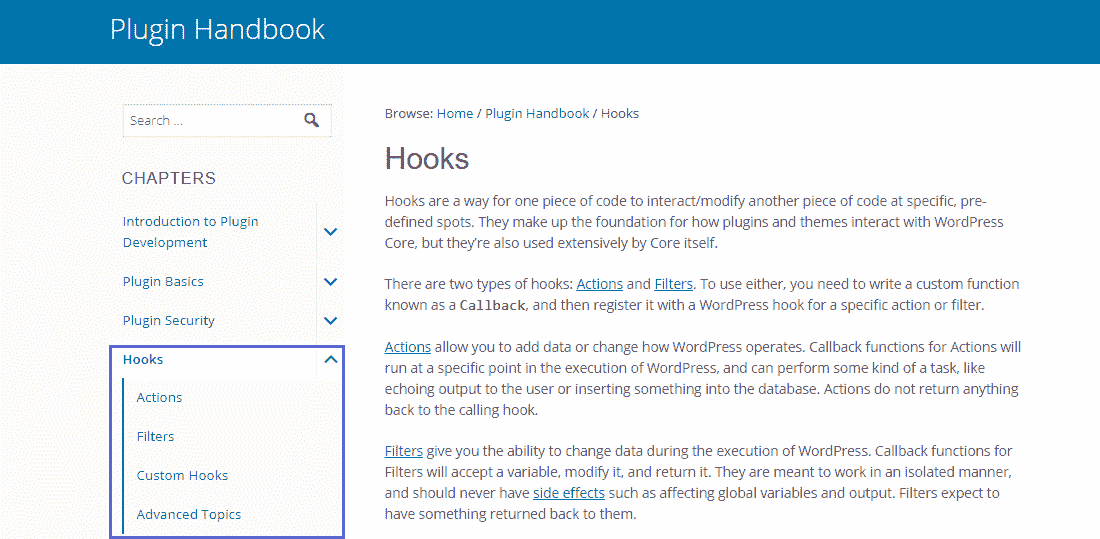 Plugin Handbook
Search ...
CHAPTERS
Introduction to Plugin
Development
Plugin Basics
Plugin Security
Hooks
Actions
Filters
Custom Hooks
Advanced Topics
Browse: Home / Plugin Handbook / Hooks
Hooks
Hooks are a way for one piece of code to interact/modify another piece of code at specific, pre-
defined spots. They make up the foundation for how plugins and themes interact with WordPress
Core, but they’re also used extensively by Core itself.
There are two types of hooks: Actions and Filters. To use either, you need to write a custom function
known as a Callback, and then register it with a WordPress hook for a specific action or filter.
Actions allow you to add data or change how WordPress operates. Callback functions for Actions will
run at a specific point in the execution of WordPress, and can perform some kind of a task, like
echoing output to the user or inserting something into the database. Actions do not return anything
back to the calling hook.
Filters give you the ability to change data during the execution of WordPress. Callback functions for
Filters will accept a variable, modify it, and return it. They are meant to work in an isolated manner,
and should never have side effects such as affecting global variables and output. Filters expect to
have something returned back to them.